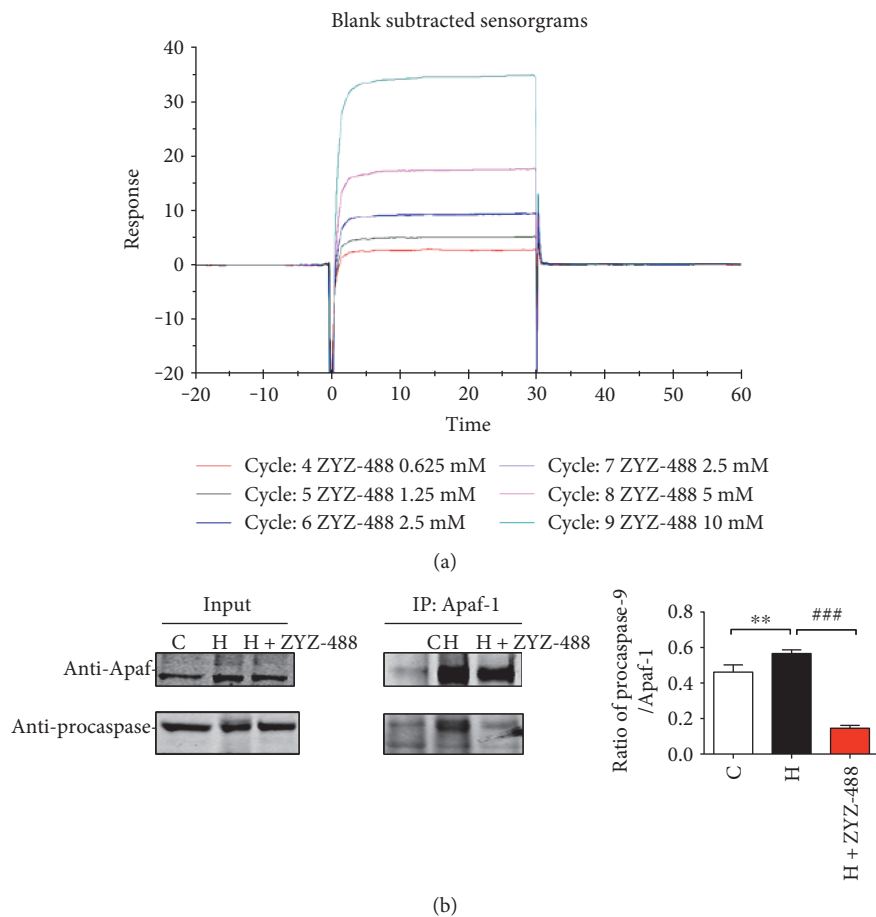 Blank subtracted sensorgrams
40
30
20
10
0
−10
−20
Response
−20 −10 0 10 20 30 40 50 60
Time
Cycle: 4 ZYZ-488 0.625 mM
Cycle: 5 ZYZ-488 1.25 mM
Cycle: 6 ZYZ-488 2.5 mM
Cycle: 7 ZYZ-488 2.5 mM
Cycle: 8 ZYZ-488 5 mM
Cycle: 9 ZYZ-488 10 mM
(a)
Input
C H H + ZYZ-488
Anti-Apaf
Anti-procaspase
IP: Apaf-1
C H H + ZYZ-488
Ratio of procaspase-9
/Apaf-1
0.8
0.6
0.4
0.2
0.0
** ###
C
H
H + ZYZ-488
(b)